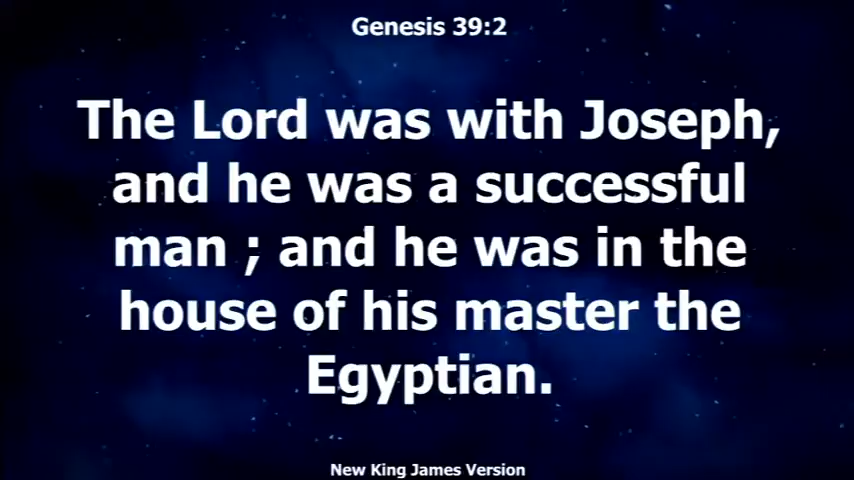 Genesis 39:2
The Lord was with Joseph,
and he was a successful
man ; and he was in the
house of his master the
Egyptian.
New King James Version